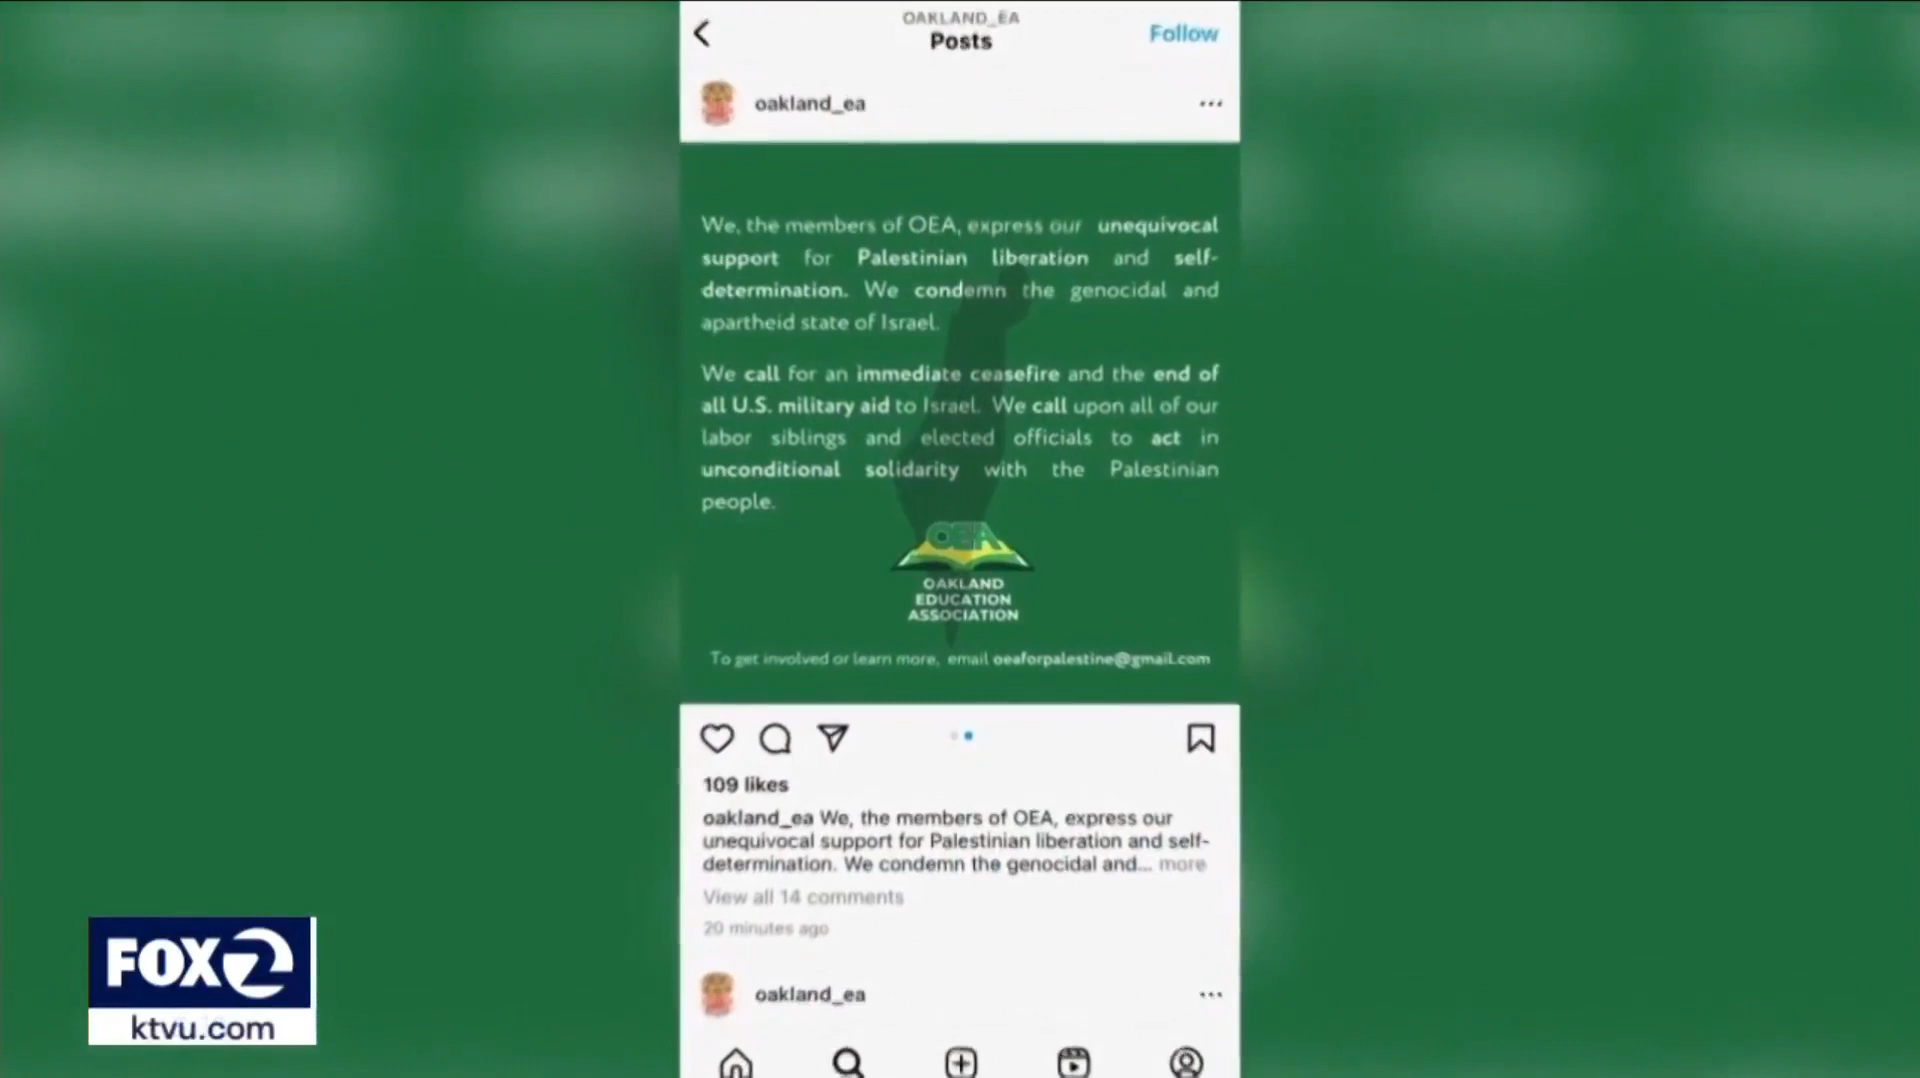 OAKLAND_EA
Posts
Follow
oakland_ea
We, the members of OEA, express our unequivocal
support for Palestinian liberation and self-
determination. We condemn the genocidal and
apartheid state of Israel.
We call for an immediate ceasefire and the end of
all U.S. military aid to Israel. We call upon all of our
labor siblings and elected officials to act in
unconditional solidarity with the Palestinian
people.
OEA
OAKLAND
EDUCATION
ASSOCIATION
To get involved or learn more, email oeaforpalestine@gmail.com
109 likes
oakland_ea We, the members of OEA, express our
unequivocal support for Palestinian liberation and self-
determination. We condemn the genocidal and... more
View all 14 comments
20 minutes ago
oakland_ea
FOX 2
ktvu.com